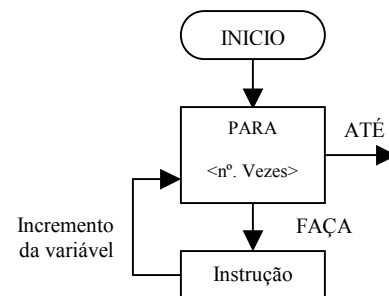 INICIO
PARA
ATÉ
<nº. Vezes>
FAÇA
Incremento
da variável
Instrução